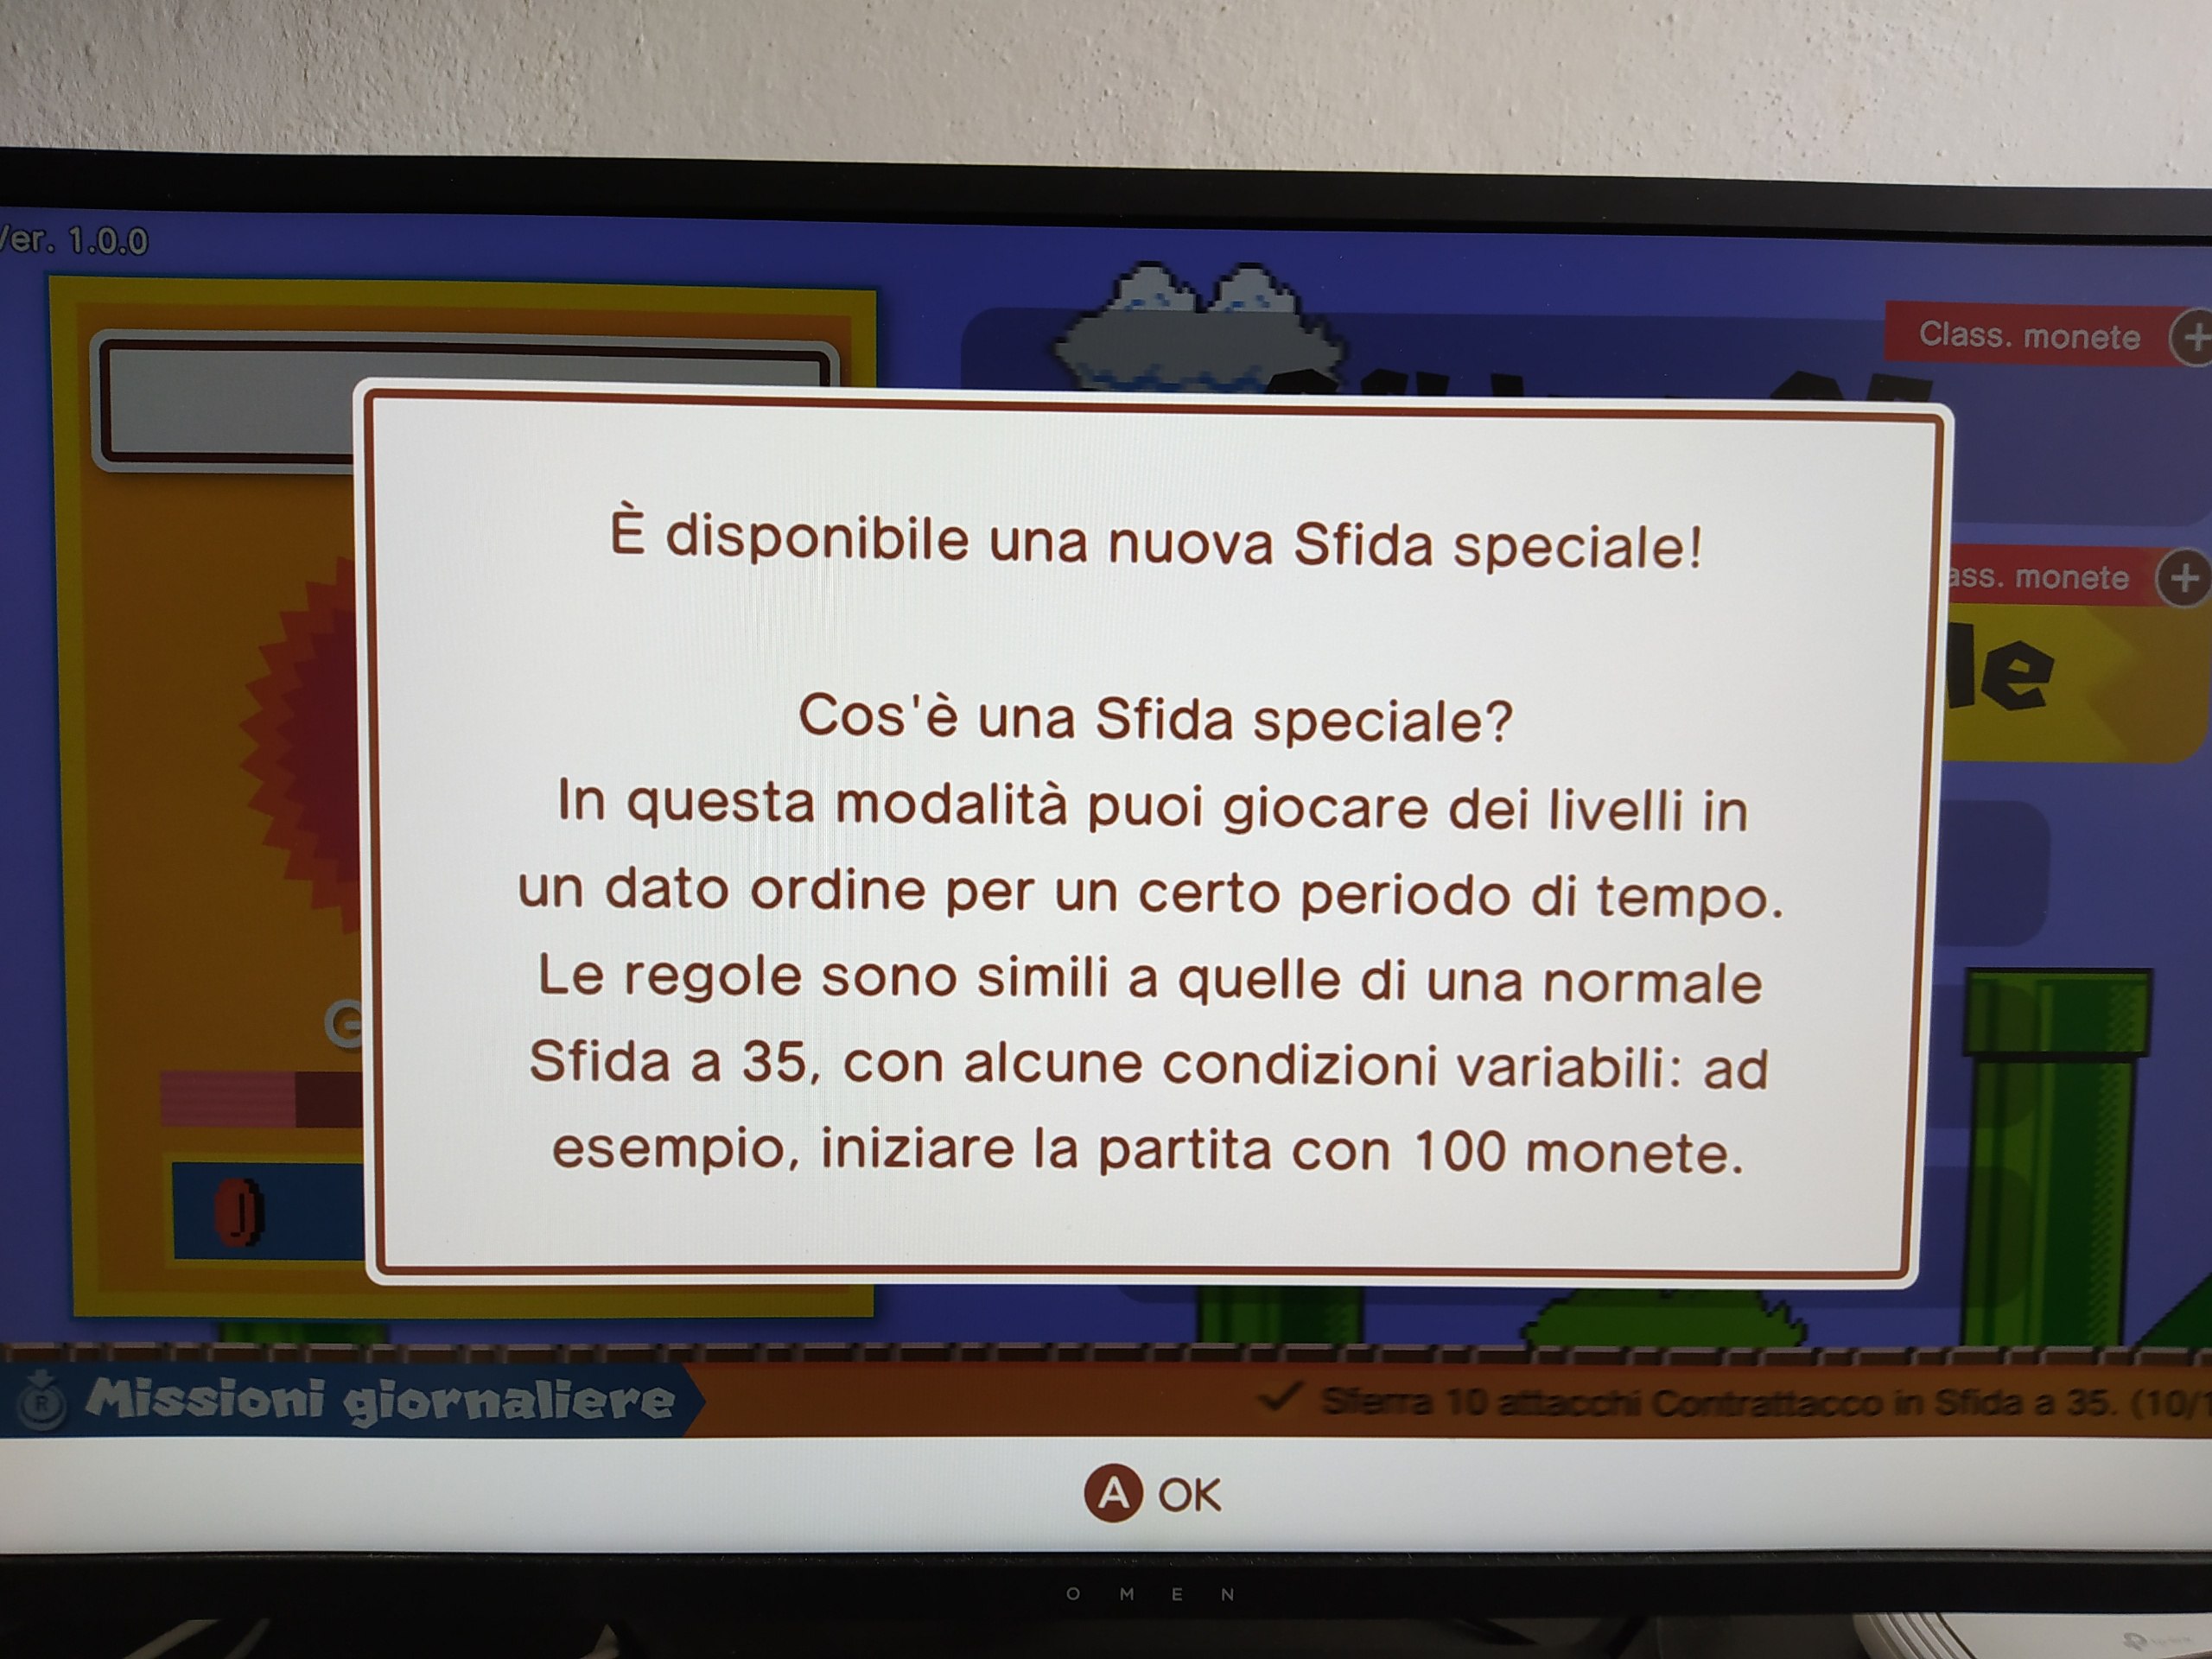 Ver. 1.0.0
Class. monete
È disponibile una nuova Sfida speciale!
monete
Cos'è una Sfida speciale?
In questa modalità puoi giocare dei livelli in
un dato ordine per un certo periodo di tempo.
Le regole sono simili a quelle di una normale
Sfida a 35, con alcune condizioni variabili: ad
esempio, iniziare la partita con 100 monete.
R Missioni giornaliere
Sferra 10 attacchi Contrattacco in Sfida a 35. (10/1
A OK
OMEN